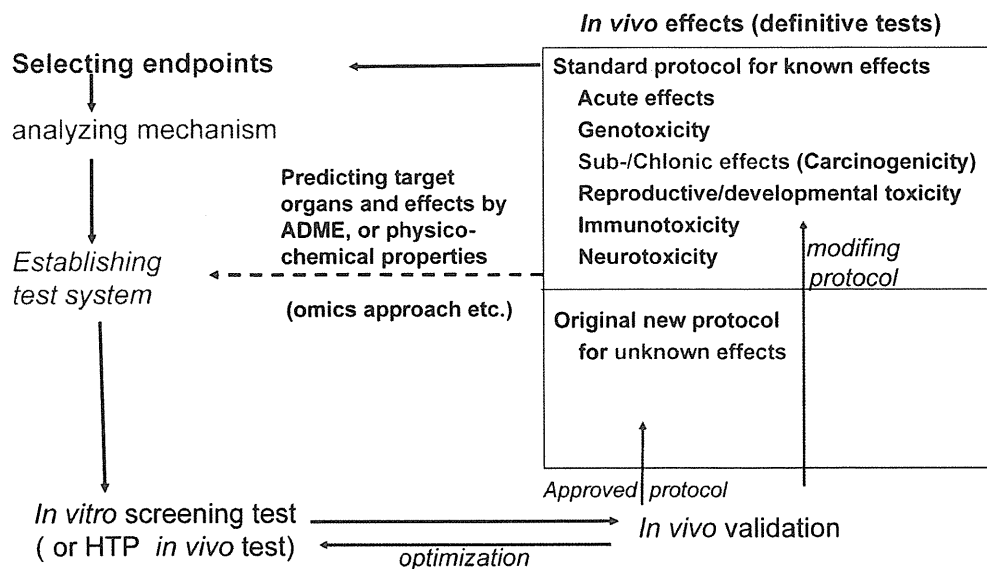 In vivo effects (definitive tests)
Selecting endpoints
Standard protocol for known effects
Acute effects
analyzing mechanism
Genotoxicity
Sub-/Chlonic effects (Carcinogenicity)
Reproductive/developmental toxicity
Immunotoxicity
Neurotoxicity
modifing
protocol
Predicting target
organs and effects by
ADME, or physico-
chemical properties
(omics approach etc.)
Establishing
test system
Original new protocol
for unknown effects
Approved protocol
In vitro screening test
( or HTP in vivo test)
In vivo validation
optimization